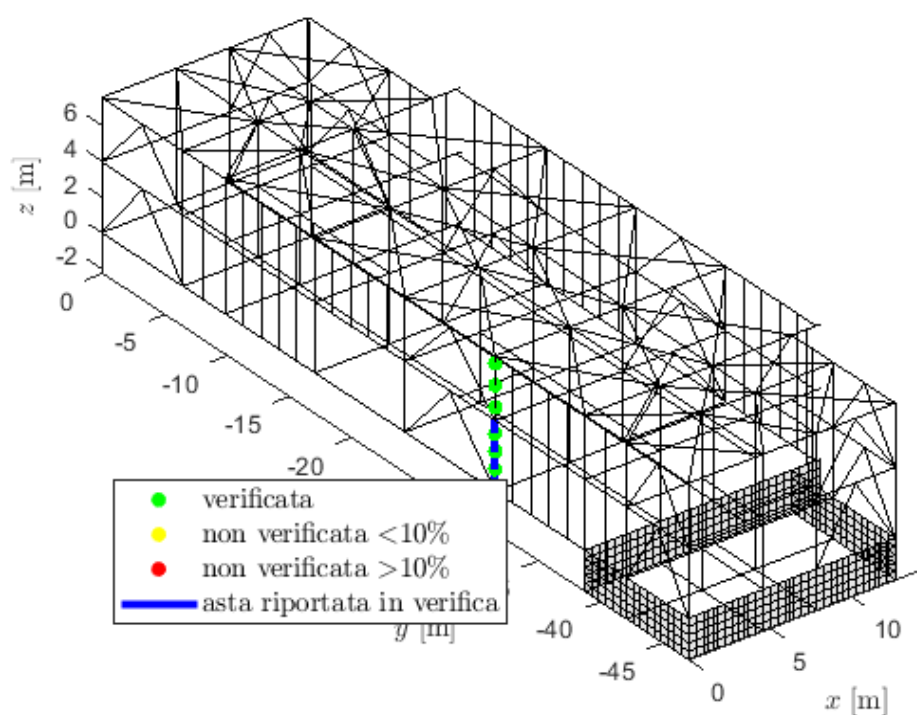 6
4
2
0
-2
z [m]
0
-5
-10
-15
-20
verificata
non verificata <10%
non verificata >10%
asta riportata in verifica
y [m]
-40
-45
0
5
10
x [m]